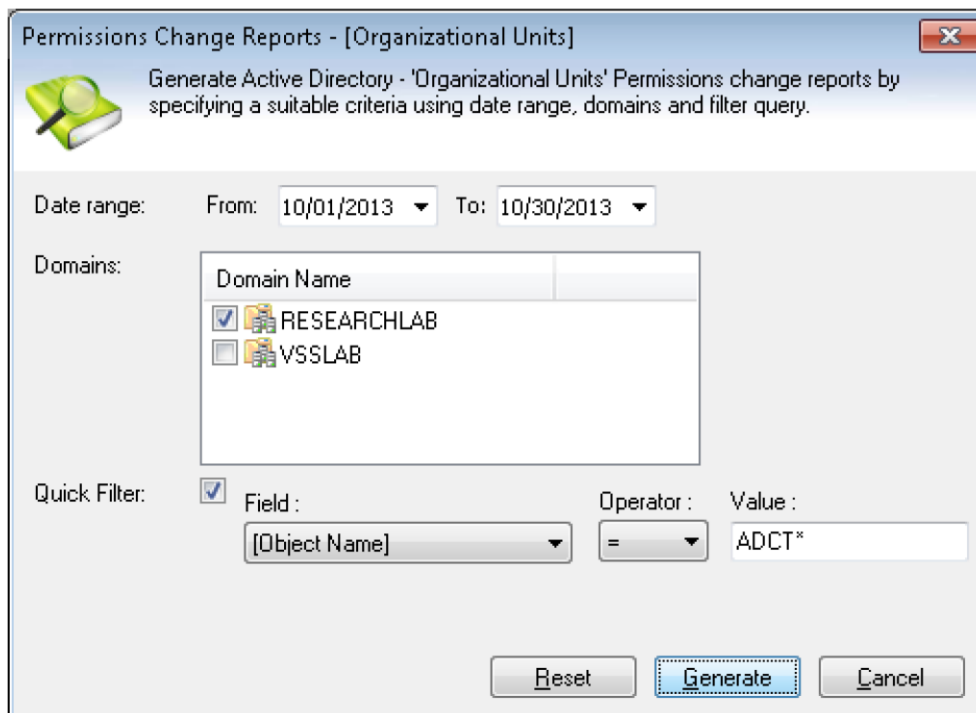 Permissions Change Reports - [Organizational Units]
Generate Active Directory - 'Organizational Units' Permissions change reports by
specifying a suitable criteria using date range, domains and filter query.
Date range: From: 10/01/2013 To: 10/30/2013
Domains:
Domain Name
RESEARCHLAB
VSSLAB
Quick Filter:
Field : Operator : Value :
[Object Name] = ADCT*
Reset Generate Cancel